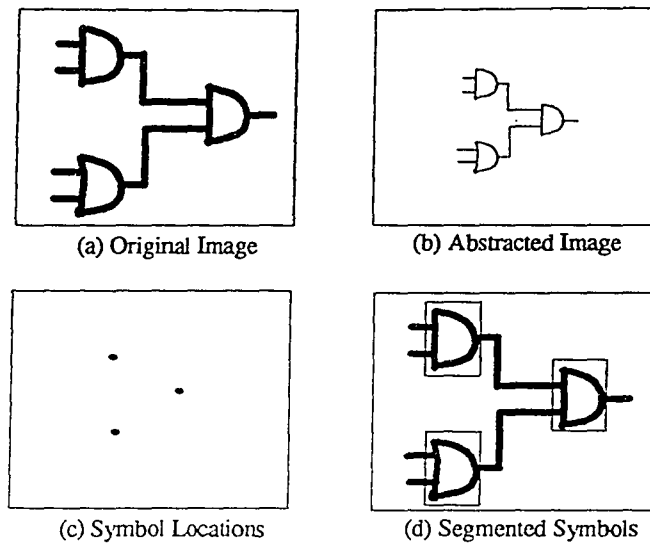 (a) Original Image
(b) Abstracted Image
(c) Symbol Locations
(d) Segmented Symbols